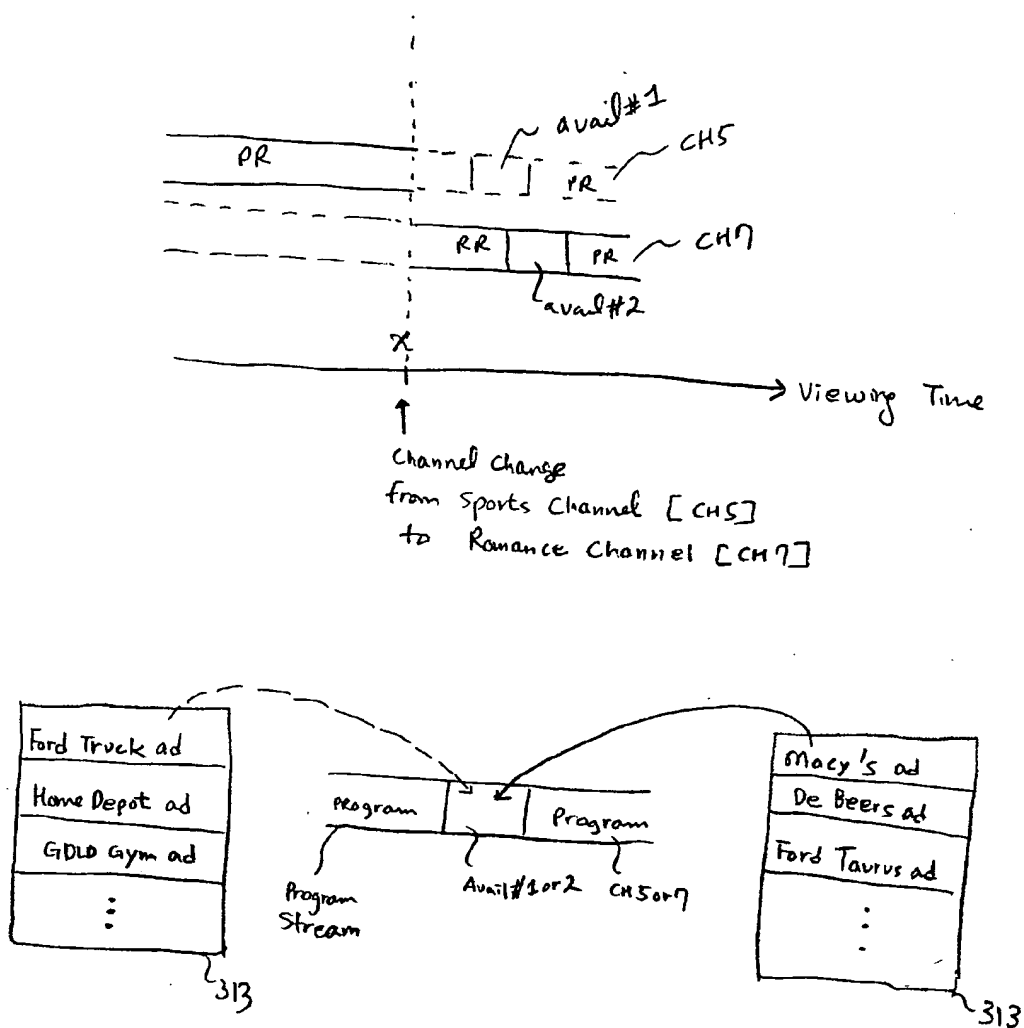 avail#1
PR
CH5
PR
RR
PR
CH7
avail#2
x
Viewing Time
Channel Change
from Sports Channel [CH5]
to Romance Channel [CH7]
Ford Truck ad
Home Depot ad
GOLD Gym ad
313
Program
Program
Program
Stream
Avail#1or2
CH5or7
Macy's ad
De Beers ad
Ford Taurus ad
313